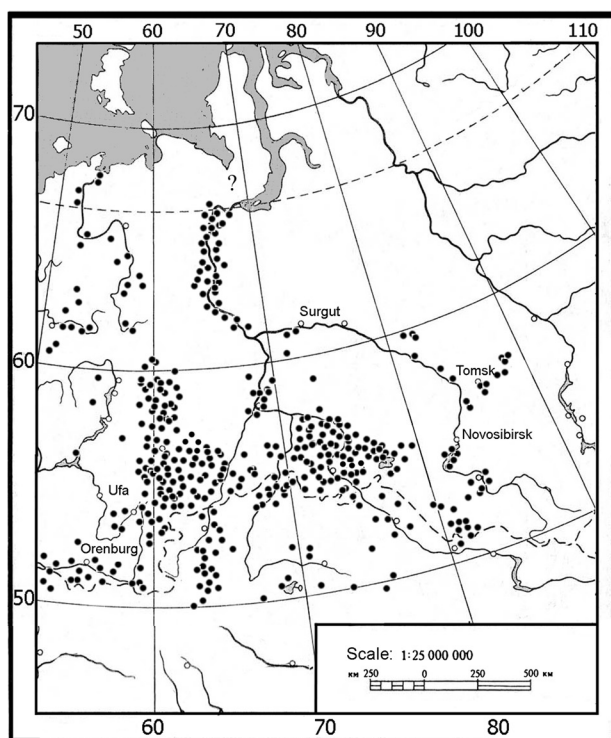 50 60 70 80 90 100 110
70
?
Surgut
60
Tomsk
Novosibirsk
Ufa
Orenburg
50
Scale: 1:25 000 000
КМ 250 0 250 500 КМ
60 70 80